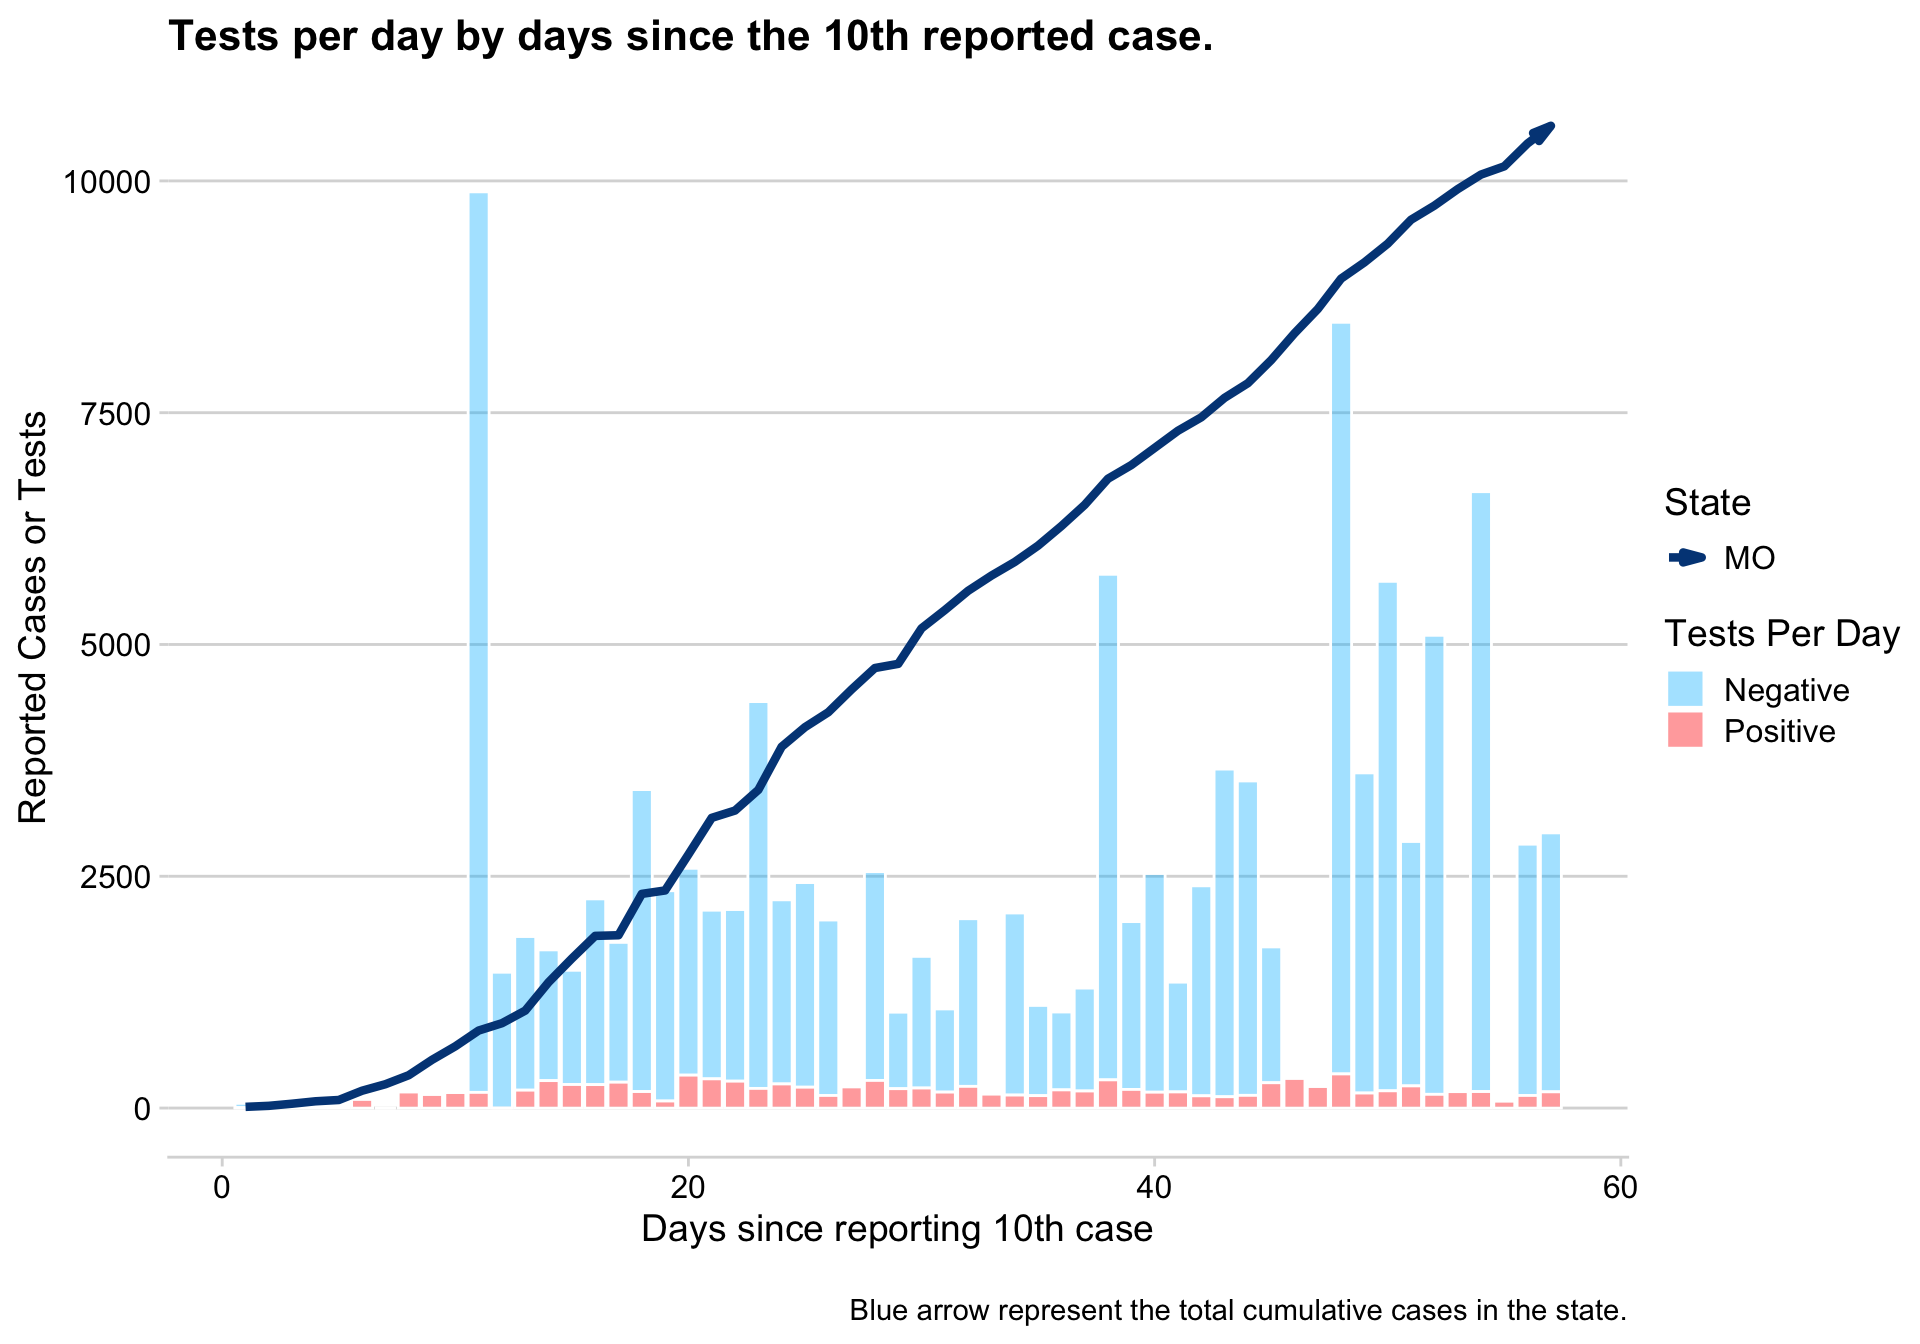 Tests per day by days since the 10th reported case.
10000
7500
5000
2500
0
Reported Cases or Tests
0 20 40 60
Days since reporting 10th case
State
MO
Tests Per Day
Negative
Positive
Blue arrow represent the total cumulative cases in the state.